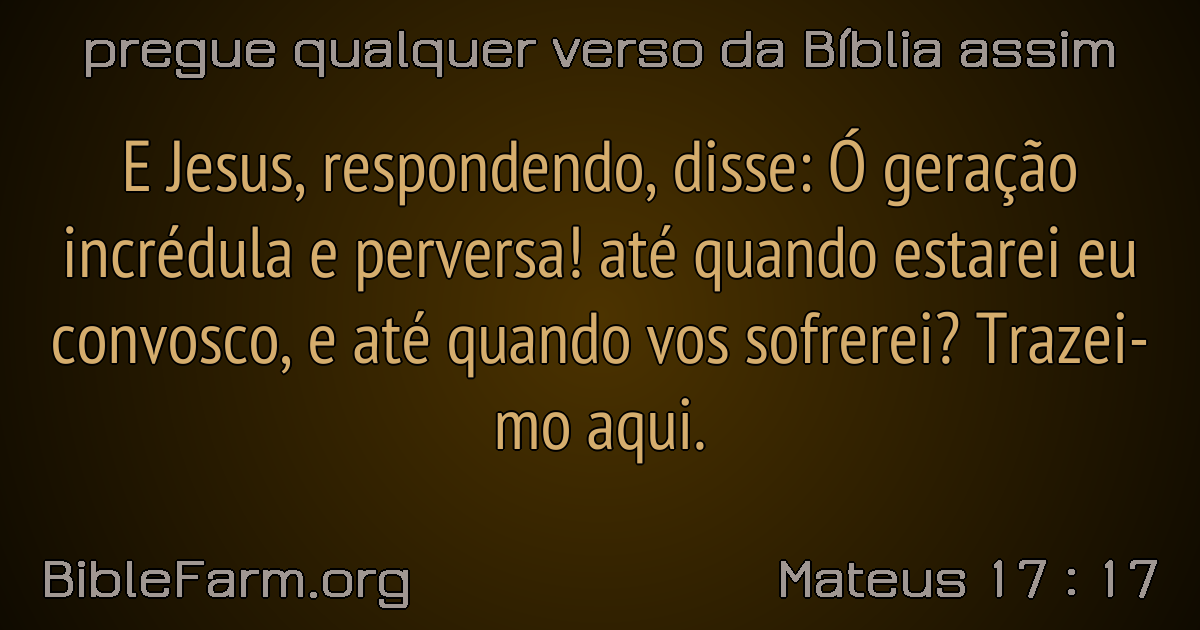 pregue qualquer verso da Bíblia assim
E Jesus, respondendo, disse: Ó geração
incrédula e perversa! até quando estarei eu
convosco, e até quando vos sofrerei? Trazei-
mo aqui.
BibleFarm.org
Mateus 17 : 17